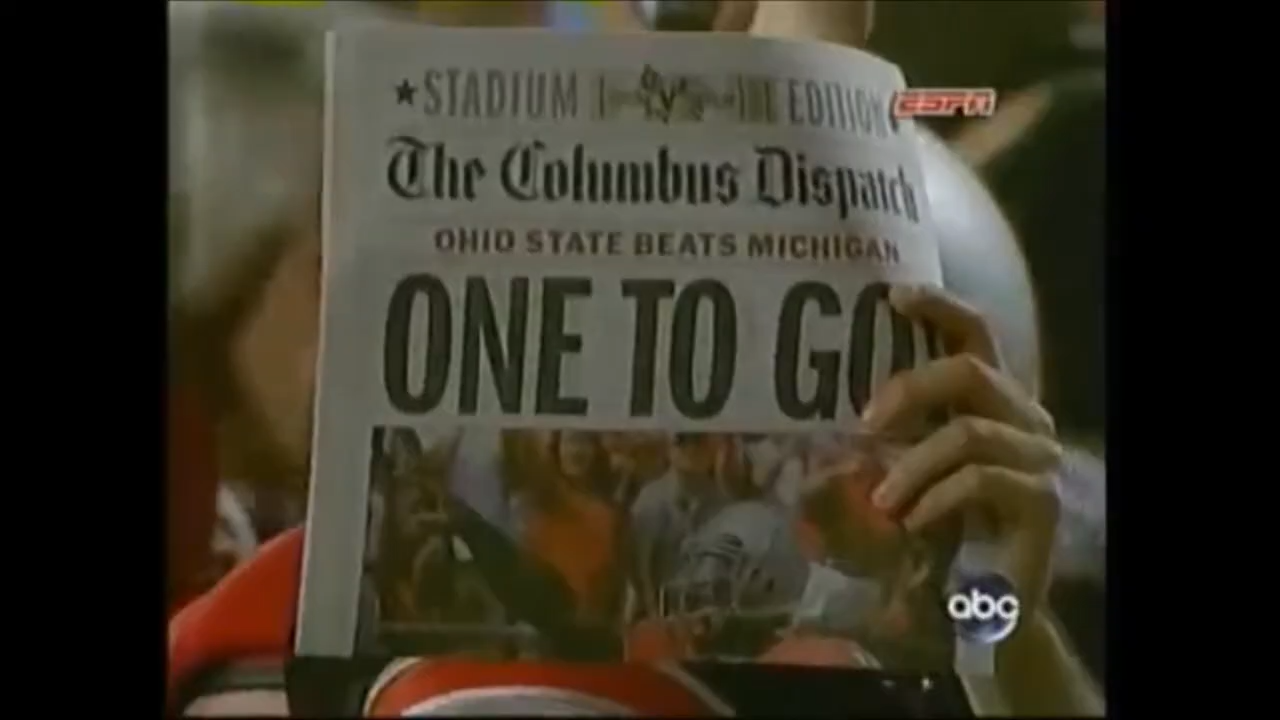 ★STADIUM EDITION
ESPN
The Columbus Dispatch
OHIO STATE BEATS MICHIGAN
ONE TO GO
abc